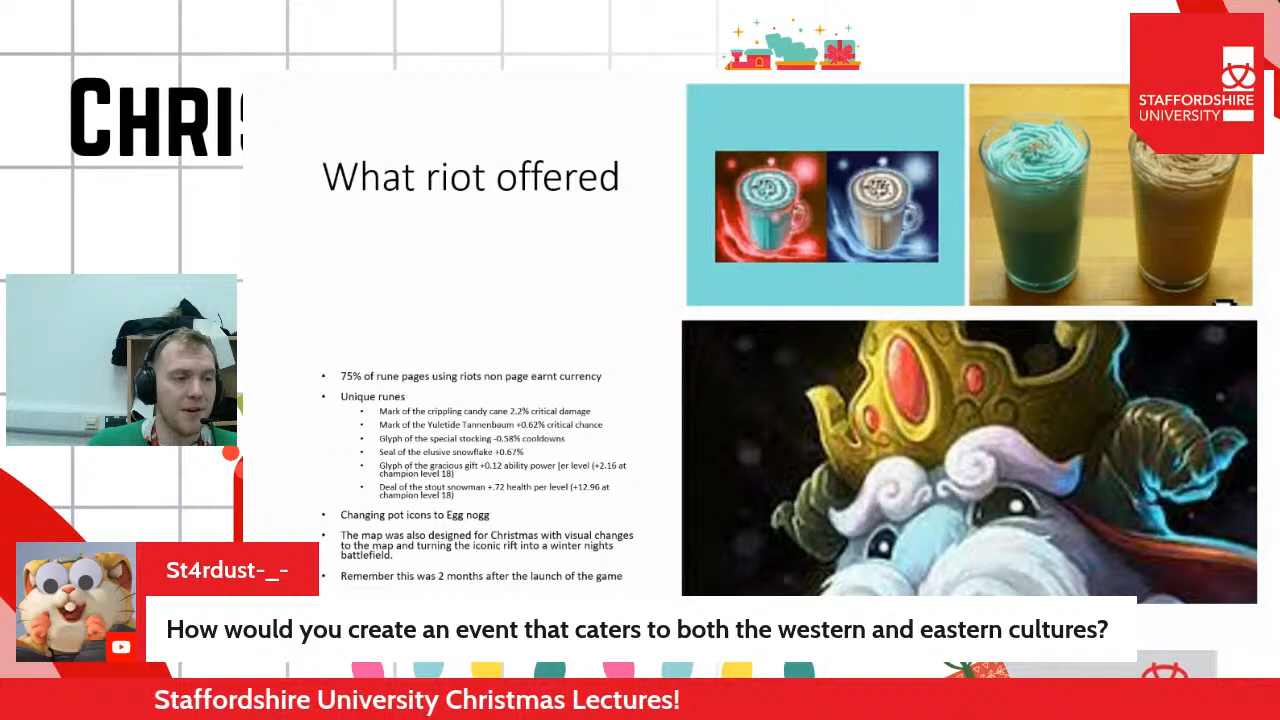 CHRIS
STAFFORDSHIRE
UNIVERSITY
What riot offered
• 75% of rune pages using riots non page earnt currency
• Unique runes
• Mark of the crippling candy cane 2.2% critical damage
• Mark of the Yuletide Tannenbaum +0.62% critical chance
• Glyph of the special stocking -0.58% cooldowns
• Seal of the elusive snowflake +0.67%
• Glyph of the gracious gift +0.12 ability power |er level (+2.16 at
champion level 18)
• Deal of the stout snowman +.72 health per level (+12.96 at
champion level 18)
• Changing pot icons to Egg nogg
• The map was also designed for Christmas with visual changes
to the map and turning the iconic rift into a winter nights
battlefield.
• Remember this was 2 months after the launch of the game
St4rdust-_-
How would you create an event that caters to both the western and eastern cultures?
Staffordshire University Christmas Lectures!